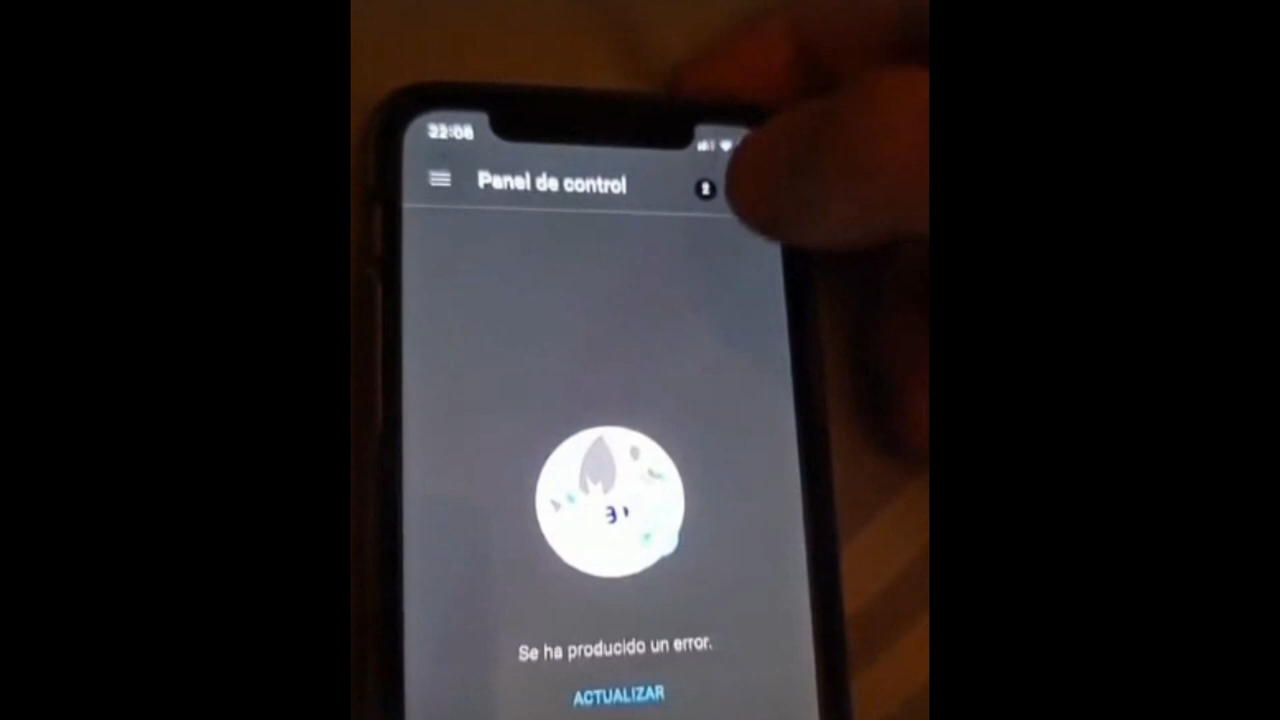 22:08
Panel de control
2
Se ha producido un error.
ACTUALIZAR